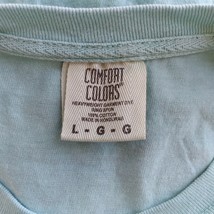 COMFORT
COLORS®
HEAVYWEIGHT GARMENT DYE
RING SPUN
100% COTTON
MADE IN HONDURAS
L - G - G